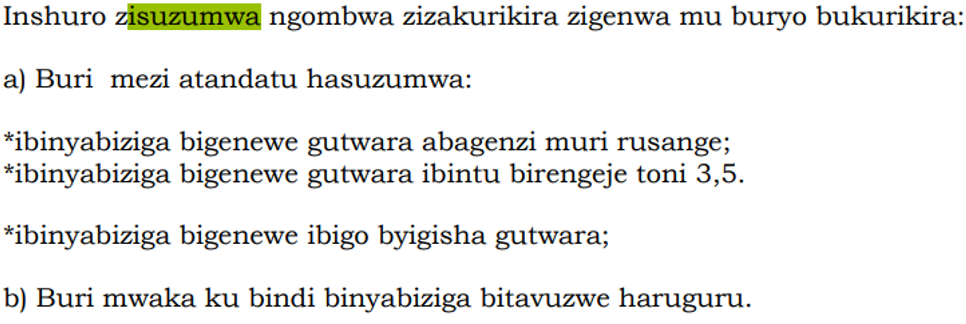 Inshuro zisuzumwa ngombwa zizakurikira zigenwa mu buryo bukurikira:
a) Buri mezi atandatu hasuzumwa:
*ibinyabiziga bigenewe gutwara abagenzi muri rusange;
*ibinyabiziga bigenewe gutwara ibintu birengeje toni 3,5.
*ibinyabiziga bigenewe ibigo byigisha gutwara;
b) Buri mwaka ku bindi binyabiziga bitavuzwe haruguru.